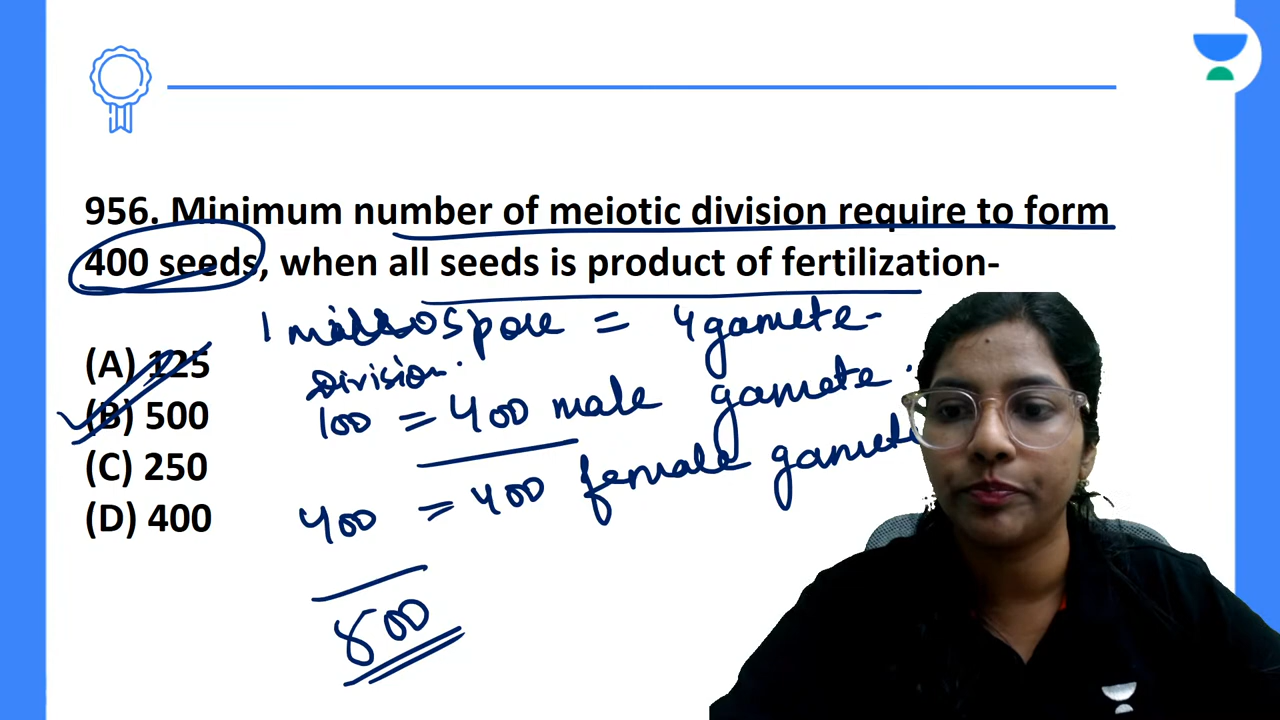 956. Minimum number of meiotic division require to form
400 seeds, when all seeds is product of fertilization-
1 microspore = 4 gamete-
Division.
(A) 125
100 = 400 male gamete.
(B) 500
400 = 400 female gamete
(C) 250
(D) 400
500